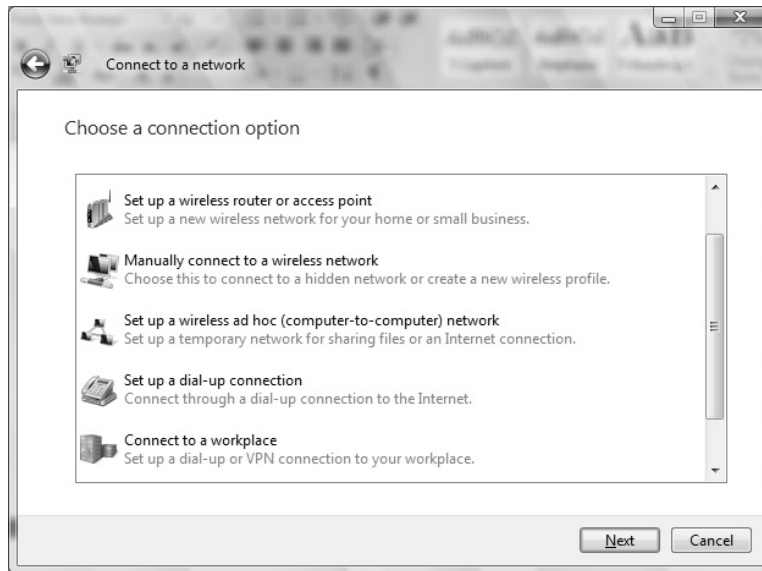 Connect to a network
Choose a connection option
Set up a wireless router or access point
Set up a new wireless network for your home or small business.
Manually connect to a wireless network
Choose this to connect to a hidden network or create a new wireless profile.
Set up a wireless ad hoc (computer-to-computer) network
Set up a temporary network for sharing files or an Internet connection.
Set up a dial-up connection
Connect through a dial-up connection to the Internet.
Connect to a workplace
Set up a dial-up or VPN connection to your workplace.
Next
Cancel